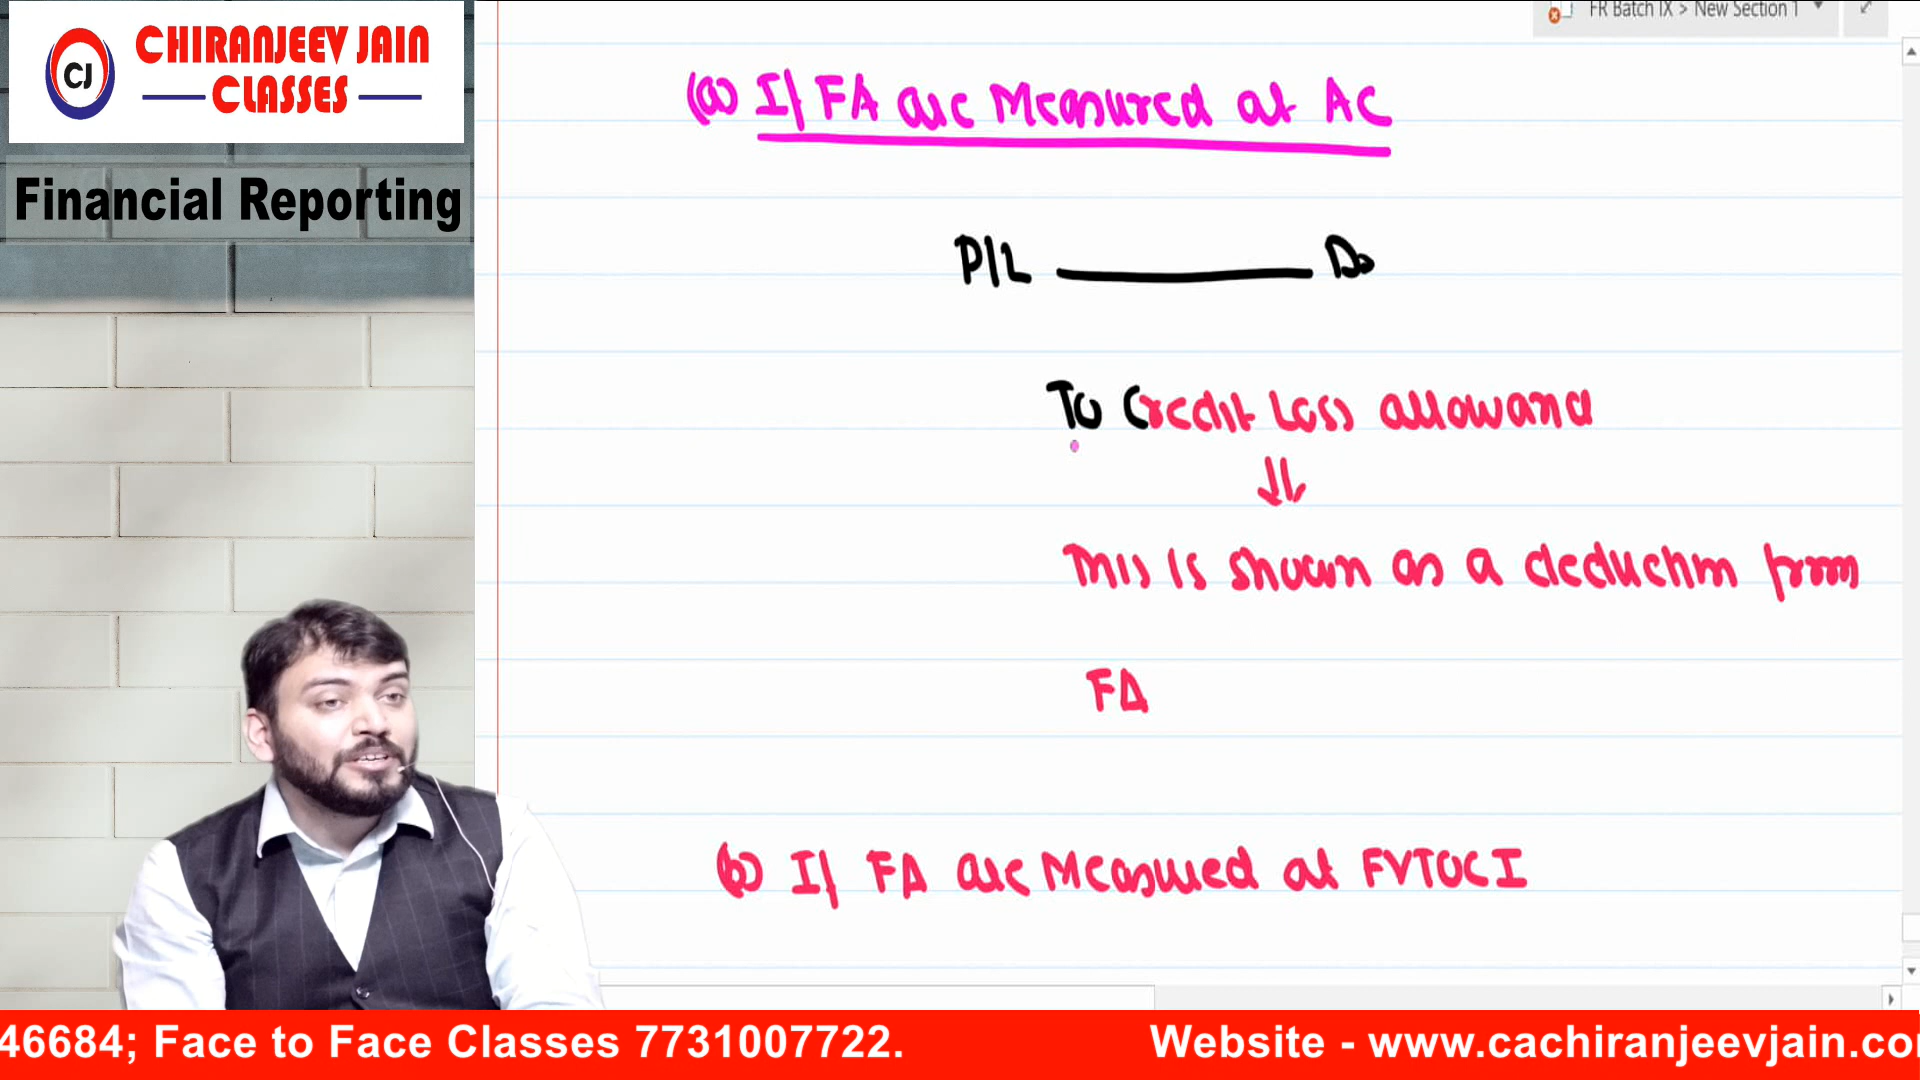 CHIRANJEEV JAIN
CLASSES
CJ
Financial Reporting
FR Batch IX > New Section 1
(a) If FA are Measured at AC
P/L Dr
To Credit Loss allowance
This is shown as a deduction from
FA
(b) If FA are Measured at FVTOCI
46684; Face to Face Classes 7731007722.
Website - www.cachiranjeevjain.co